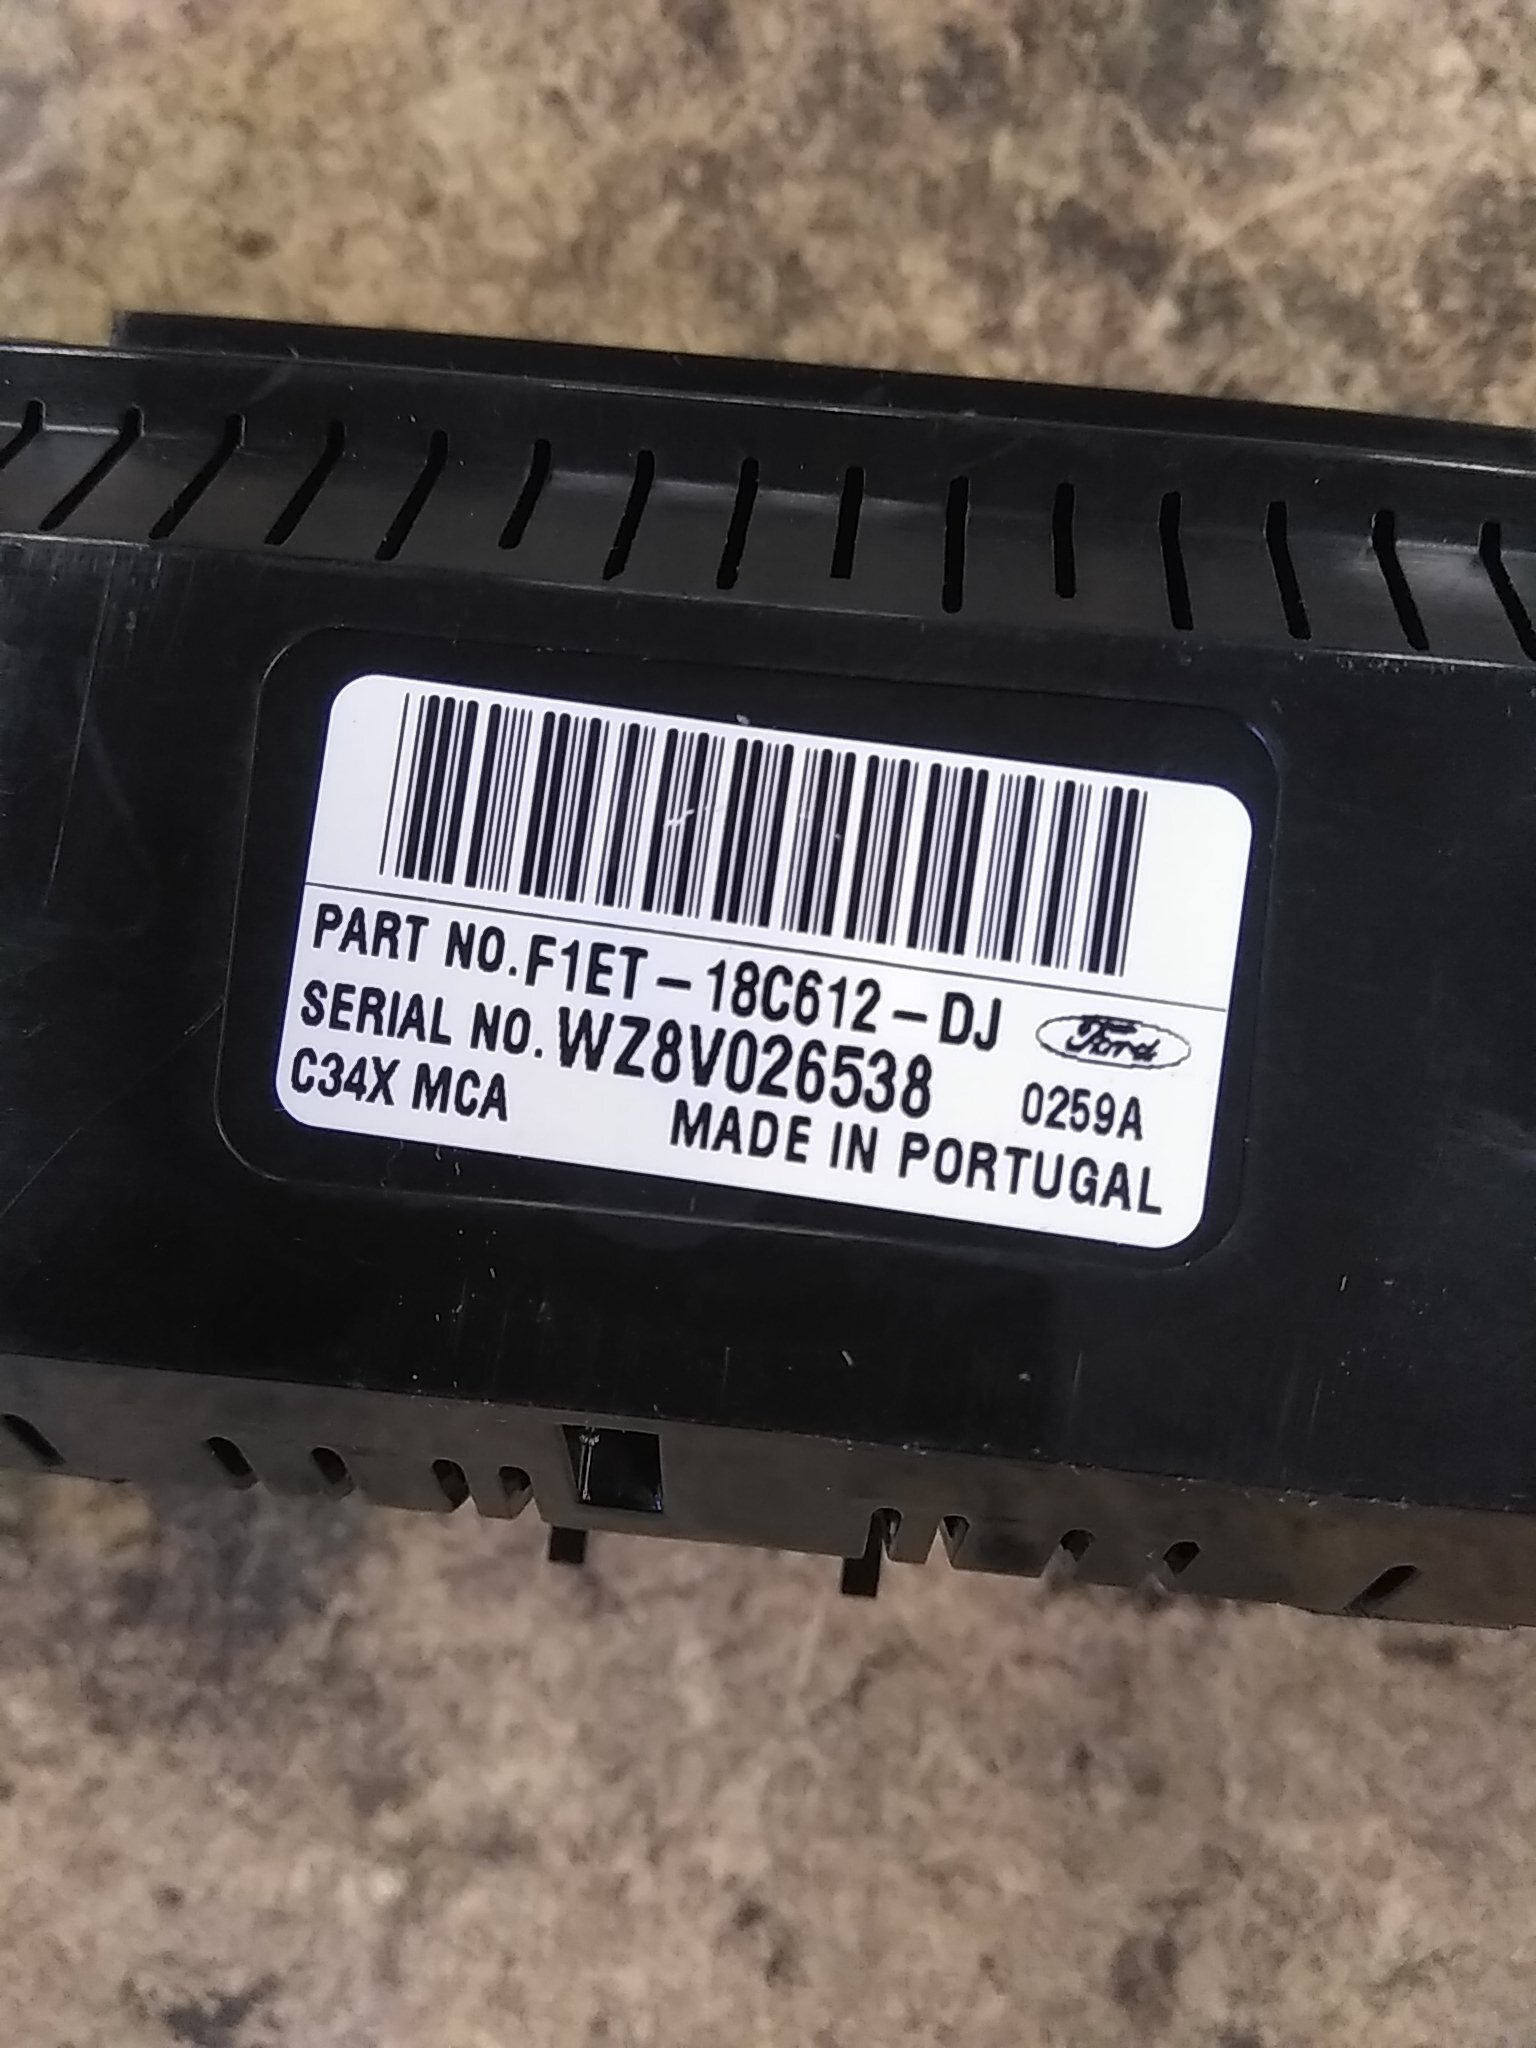 PART NO. F1ET-18C612-DJ
SERIAL NO. WZ8V026538
Ford
C34X MCA
0259A
MADE IN PORTUGAL